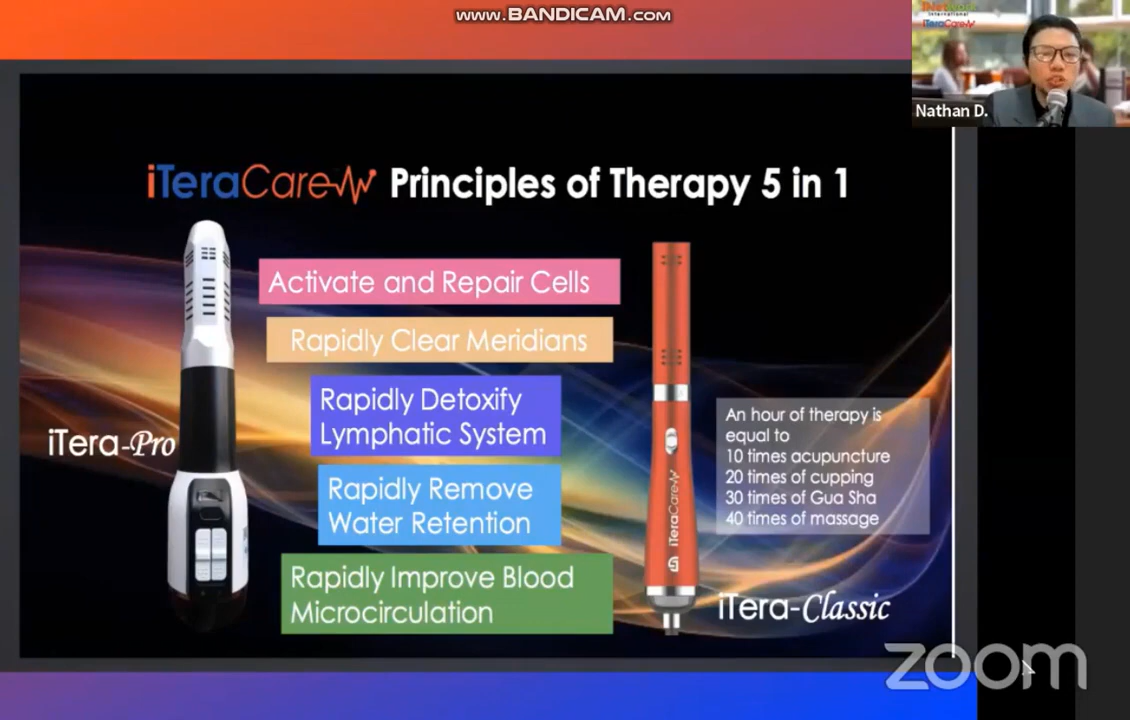 www.BANDICAM.com
International
iTeraCare
Nathan D.
iTeraCare Principles of Therapy 5 in 1
Activate and Repair Cells
Rapidly Clear Meridians
Rapidly Detoxify
Lymphatic System
Rapidly Remove
Water Retention
Rapidly Improve Blood
Microcirculation
iTera-Pro
An hour of therapy is
equal to
10 times acupuncture
20 times of cupping
30 times of Gua Sha
40 times of massage
iTeraCare
iTera-Classic
zoom